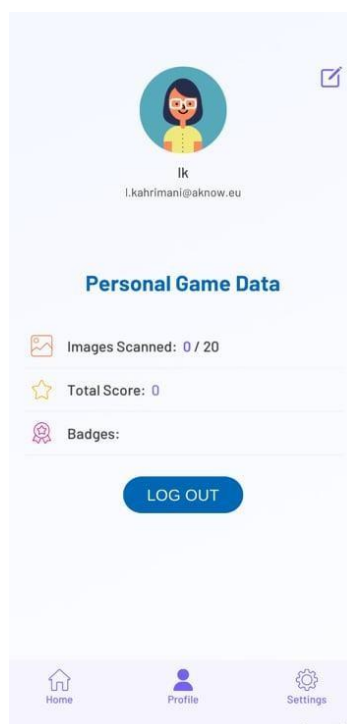 lk
l.kahrimani@aknow.eu
Personal Game Data
Images Scanned: 0 / 20
Total Score: 0
Badges:
LOG OUT
Home
Profile
Settings